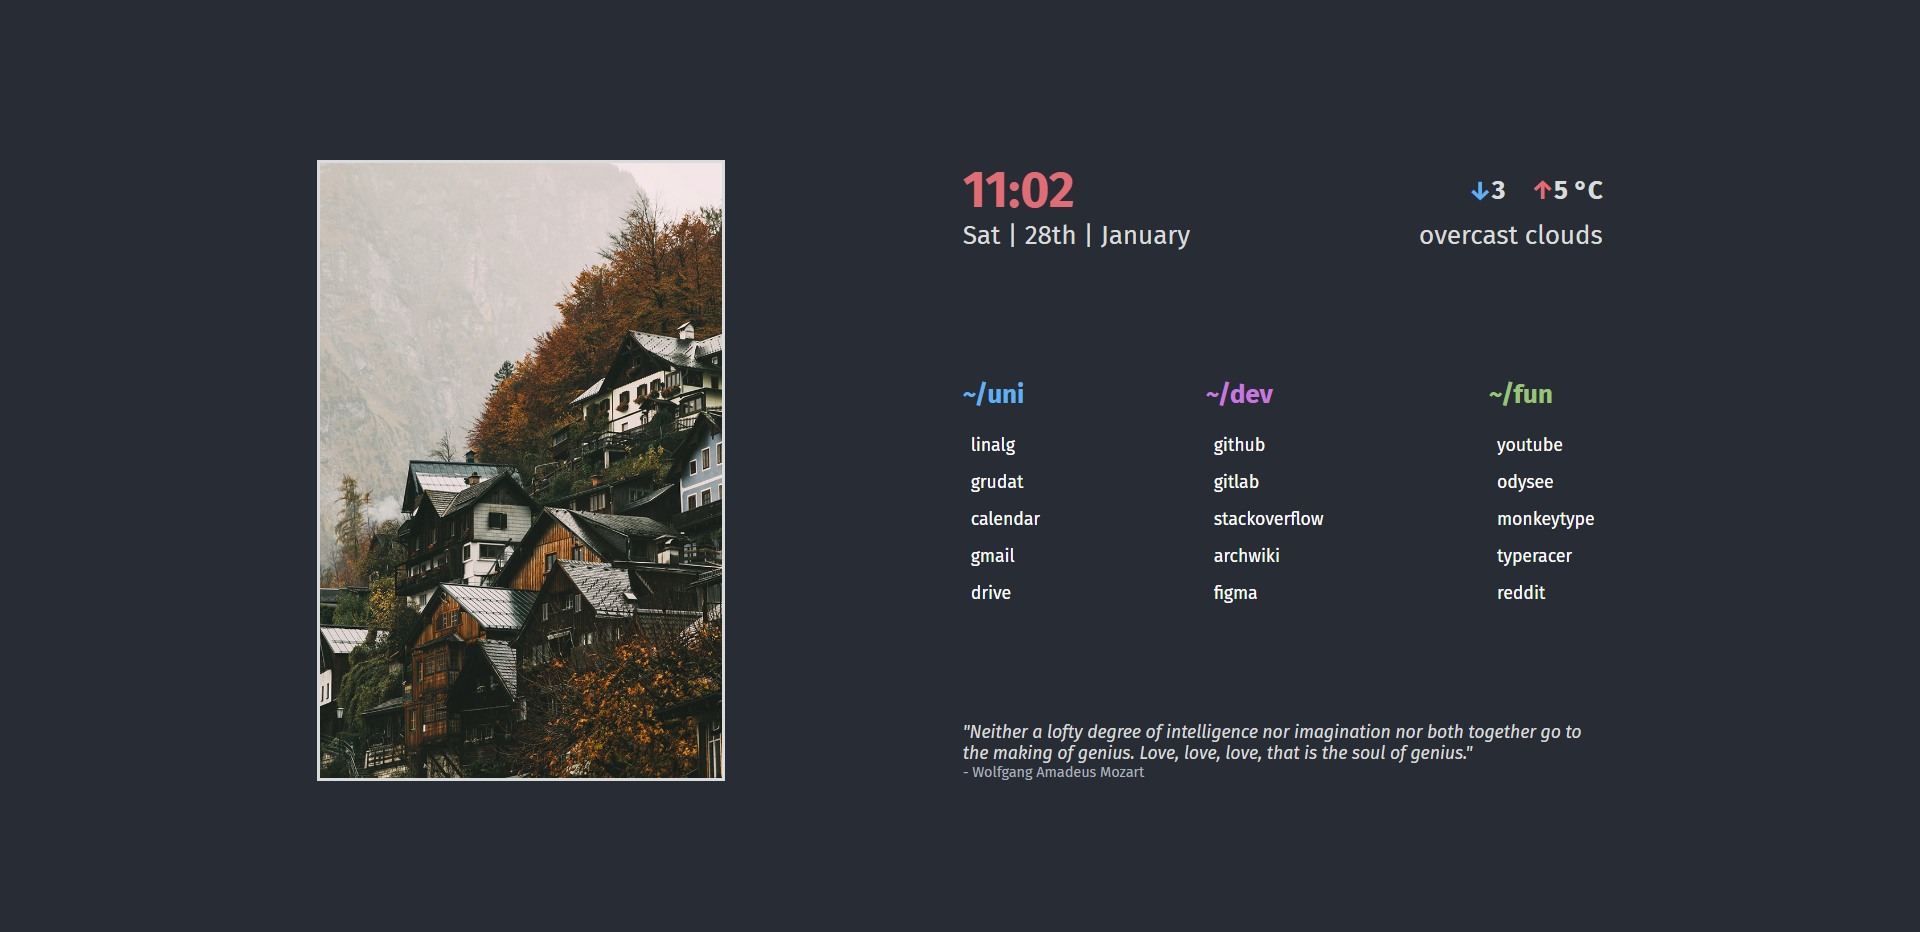 11:02
Sat | 28th | January
↓3 ↑5 °C
overcast clouds
~/uni
linalg
grudat
calendar
gmail
drive
~/dev
github
gitlab
stackoverflow
archwiki
figma
~/fun
youtube
odysee
monkeytype
typeracer
reddit
"Neither a lofty degree of intelligence nor imagination nor both together go to
the making of genius. Love, love, love, that is the soul of genius."
- Wolfgang Amadeus Mozart